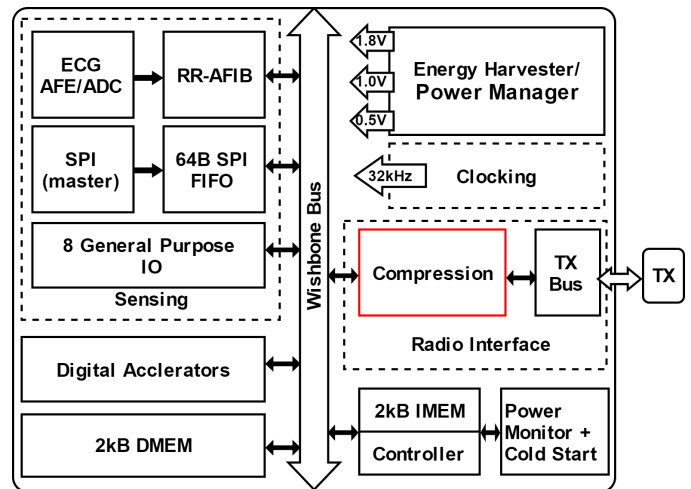 ECG
AFE/ADC
RR-AFIB
SPI
(master)
64B SPI
FIFO
8 General Purpose
IO
Sensing
Digital Acclerators
2kB DMEM
Wishbone Bus
1.8V
1.0V
0.5V
Energy Harvester/
Power Manager
32kHz
Clocking
Compression
TX
Bus
Radio Interface
TX
2kB IMEM
Controller
Power
Monitor +
Cold Start